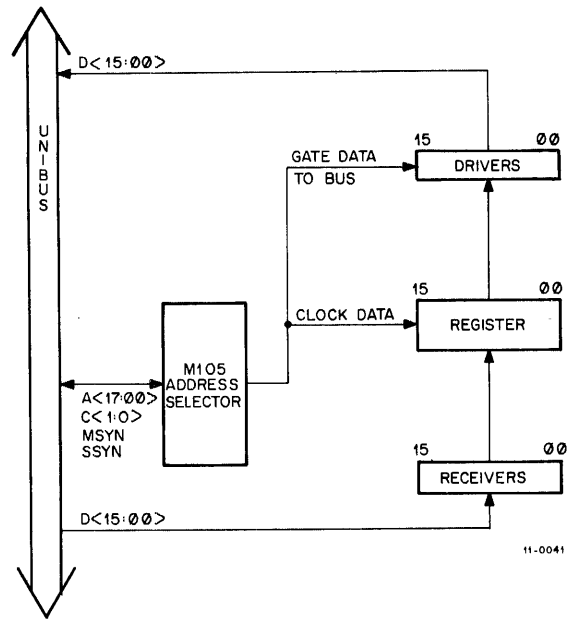 D<15:00>
UNIBUS
15 00
DRIVERS
GATE DATA
TO BUS
15 00
REGISTER
CLOCK DATA
M105
ADDRESS
SELECTOR
A<17:00>
C<1:0>
MSYN
SSYN
15 00
RECEIVERS
D<15:00>
11-0041